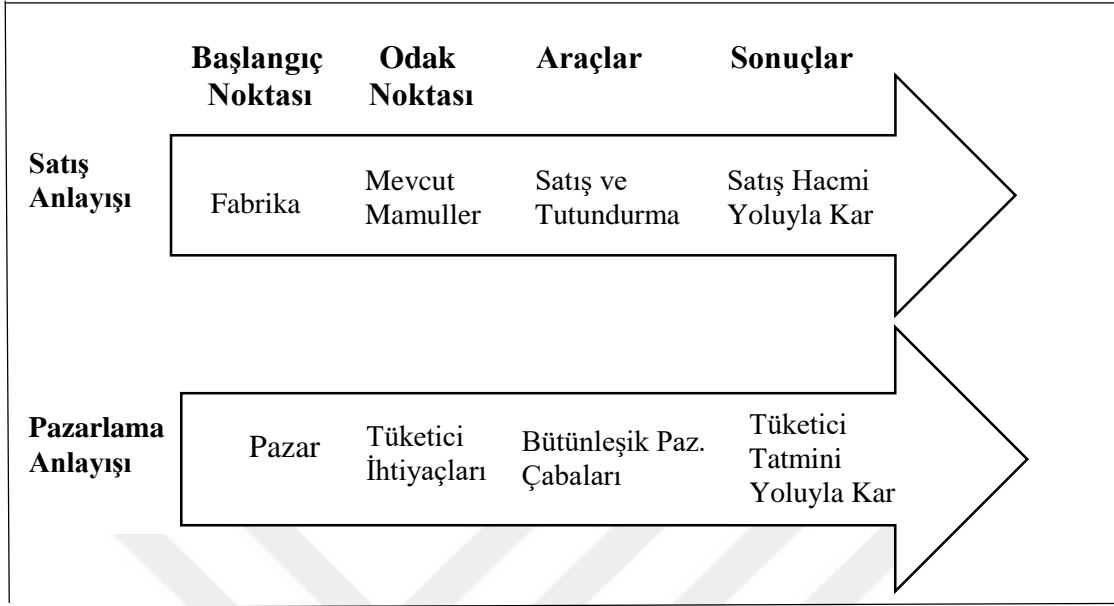 Başlangıç Noktası
Odak Noktası
Araçlar
Sonuçlar
Satış Anlayışı
Fabrika
Mevcut
Mamuller
Satış ve
Tutundurma
Satış Hacmi
Yoluyla Kar
Pazarlama
Anlayışı
Pazar
Tüketici
İhtiyaçları
Bütünleşik Paz.
Çabaları
Tüketici
Tatmini
Yoluyla Kar